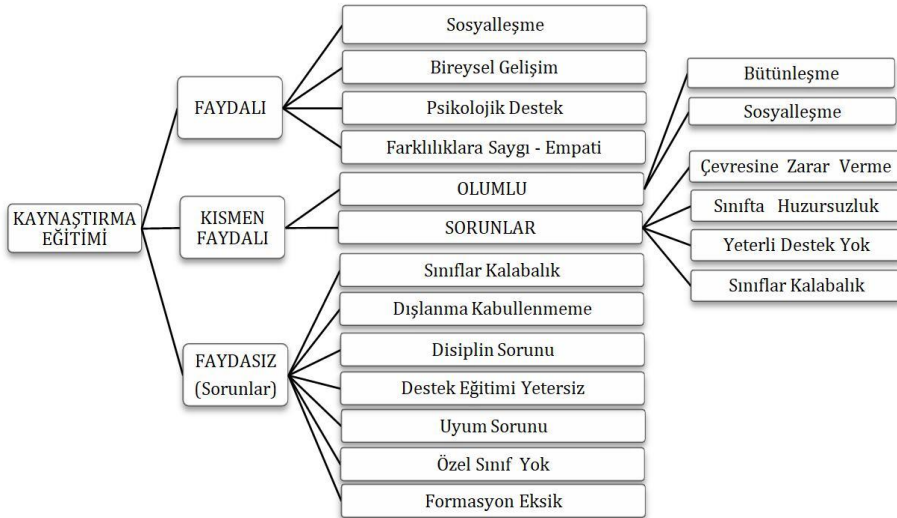 KAYNAŞTIRMA
EĞİTİMİ
FAYDALI
Sosyalleşme
Bireysel Gelişim
Psikolojik Destek
Farklılıklara Saygı - Empati
KISMEN
FAYDALI
OLUMLU
Bütünleşme
Sosyalleşme
SORUNLAR
Çevresine Zarar Verme
Sınıfta Huzursuzluk
Yeterli Destek Yok
Sınıflar Kalabalık
FAYDASIZ
(Sorunlar)
Sınıflar Kalabalık
Dışlanma Kabullenmeme
Disiplin Sorunu
Destek Eğitimi Yetersiz
Uyum Sorunu
Özel Sınıf Yok
Formasyon Eksik